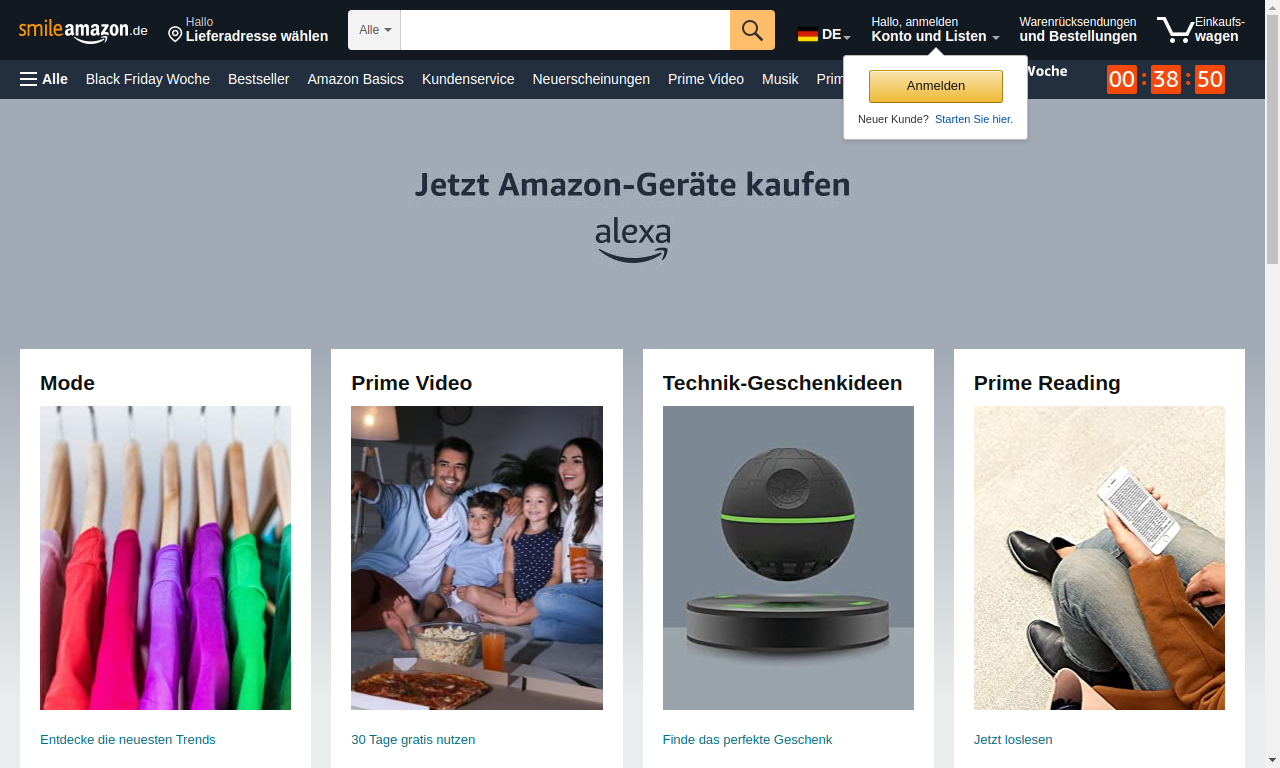 smileamazon.de
Hallo
Lieferadresse wählen
Alle
DE
Hallo, anmelden
Konto und Listen
Warenrücksendungen
und Bestellungen
Einkaufs-
wagen
Alle Black Friday Woche Bestseller Amazon Basics Kundenservice Neuerscheinungen Prime Video Musik Woche 00:38:50
Anmelden
Neuer Kunde? Starten Sie hier.
Jetzt Amazon-Geräte kaufen
alexa
Mode
Prime Video
Technik-Geschenkideen
Prime Reading
Entdecke die neuesten Trends
30 Tage gratis nutzen
Finde das perfekte Geschenk
Jetzt loslesen